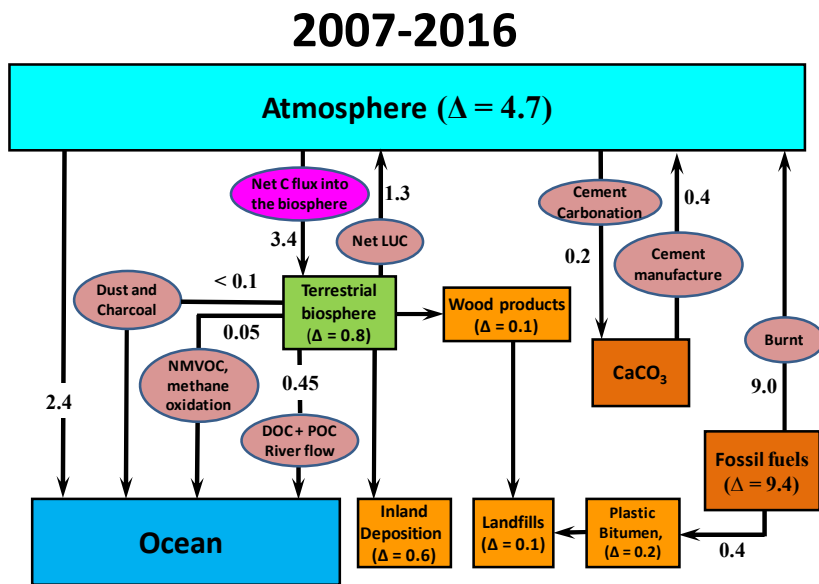 2007-2016
Atmosphere (Δ = 4.7)
Net C flux into
the biosphere
3.4
1.3
Net LUC
Cement
Carbonation
0.2
0.4
Cement
manufacture
Dust and
Charcoal
< 0.1
0.05
Terrestrial
biosphere
(Δ = 0.8)
Wood products
(Δ = 0.1)
Burnt
9.0
CaCO₃
NMVOC,
methane
oxidation
0.45
2.4
DOC + POC
River flow
Fossil fuels
(Δ = 9.4)
Ocean
Inland
Deposition
(Δ = 0.6)
Landfills
(Δ = 0.1)
Plastic
Bitumen,
(Δ = 0.2)
0.4